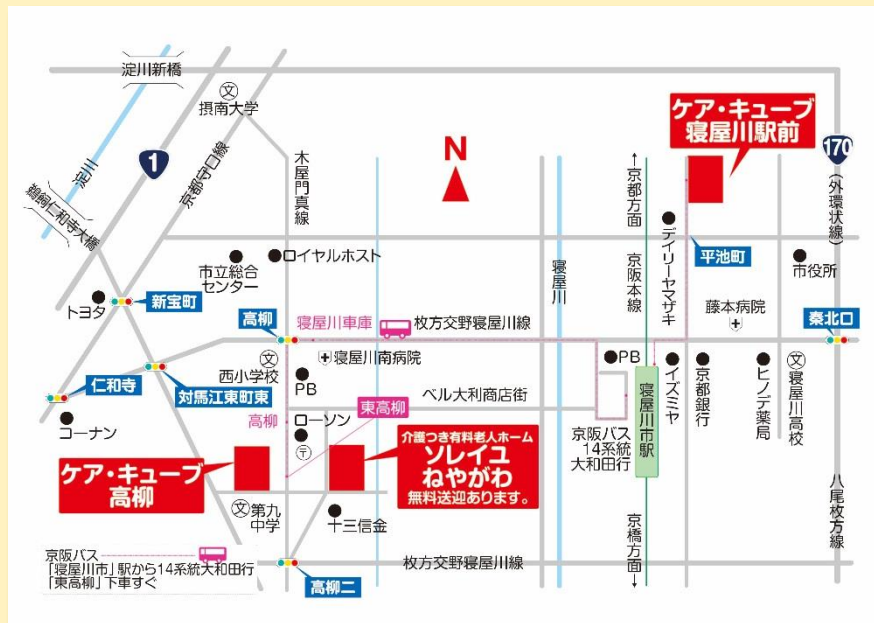 淀川新橋
摂南大学
淀川
1
京都守口線
木屋門真線
N
ケア・キューブ
寝屋川駅前
170
(外環状線)
←京都方面
京阪本線
デイリーヤマザキ
平池町
鵜飼仁和寺大橋
市立総合
センター
ロイヤルホスト
寝屋川
市役所
トヨタ
新宝町
高柳
寝屋川車庫
枚方交野寝屋川線
藤本病院
秦北口
西小学校
寝屋川南病院
PB
PB
イズミヤ
京都銀行
ヒノデ薬局
寝屋川高校
仁和寺
対馬江東町東
ベル大利商店街
寝屋川市駅
コーナン
高柳
ローソン
東高柳
京阪バス
14系統
大和田行
ケア・キューブ
高柳
介護つき有料老人ホーム
ソレイユ
ねやがわ
無料送迎あります。
第九
中学
十三信金
八尾枚方線
京橋方面→
京阪バス
「寝屋川市」駅から14系統大和田行
「東高柳」下車すぐ
高柳二
枚方交野寝屋川線